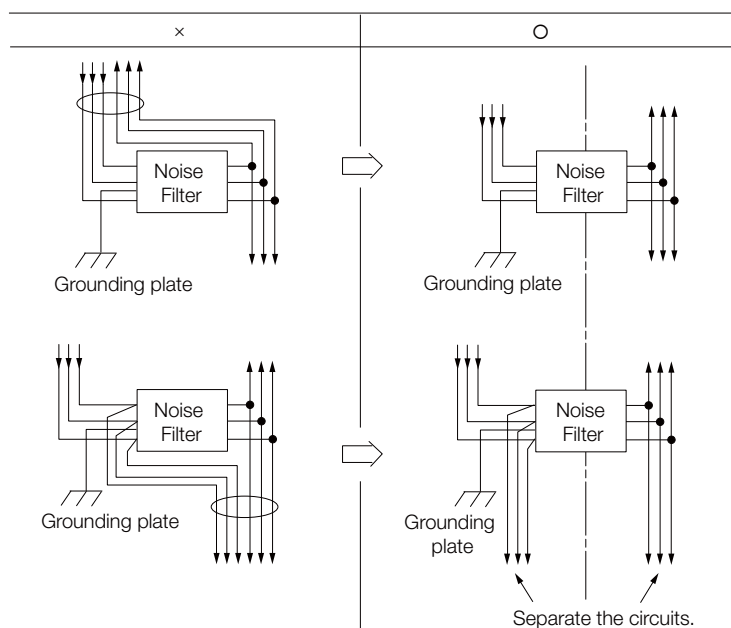 × ○
Noise
Filter
Grounding plate
Noise
Filter
Grounding plate
Noise
Filter
Grounding plate
Noise
Filter
Grounding
plate
Separate the circuits.